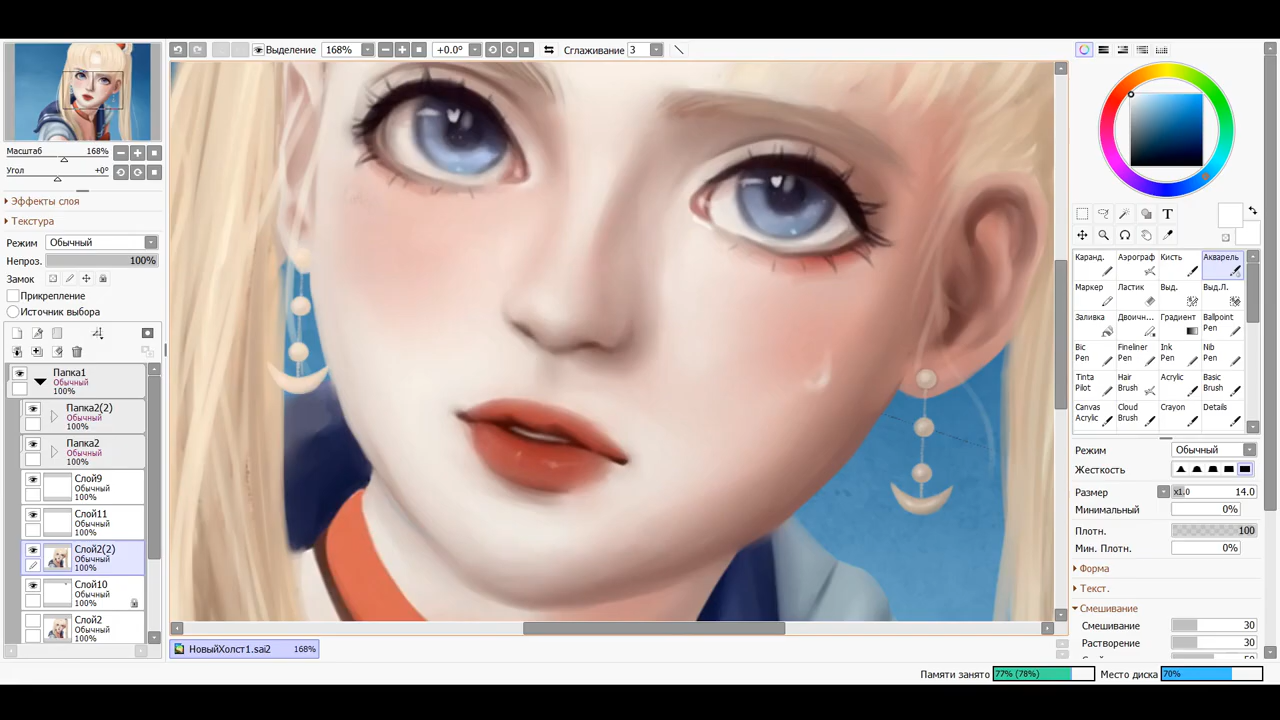 Выделение 168% +0.0° Сглаживание 3
Масштаб 168%
Угол +0°
Эффекты слоя
Текстура
Режим Обычный
Непроз. 100%
Замок
Прикрепление
Источник выбора
Папка1
Обычный
100%
Папка2(2)
Обычный
100%
Папка2
Обычный
100%
Слой9
Обычный
100%
Слой11
Обычный
100%
Слой2(2)
Обычный
100%
Слой10
Обычный
100%
Слой2
Обычный
100%
НовыйХолст1.sai2 168%
T
Каранд. Аэрограф Кисть Акварель
Маркер Ластик Выд. Выд.Л.
Заливка Двоичн... Градиент Ballpoint Pen
Bic Pen Fineliner Pen Ink Pen Nib Pen
Tinta Pilot Hair Brush Acrylic Basic Brush
Canvas Acrylic Cloud Brush Crayon Details
Режим Обычный
Жесткость
Размер x1.0 14.0
Минимальный 0%
Плотн. 100
Мин. Плотн. 0%
Форма
Текст.
Смешивание
Смешивание 30
Растворение 30
Памяти занято 77% (78%) Место диска 70%